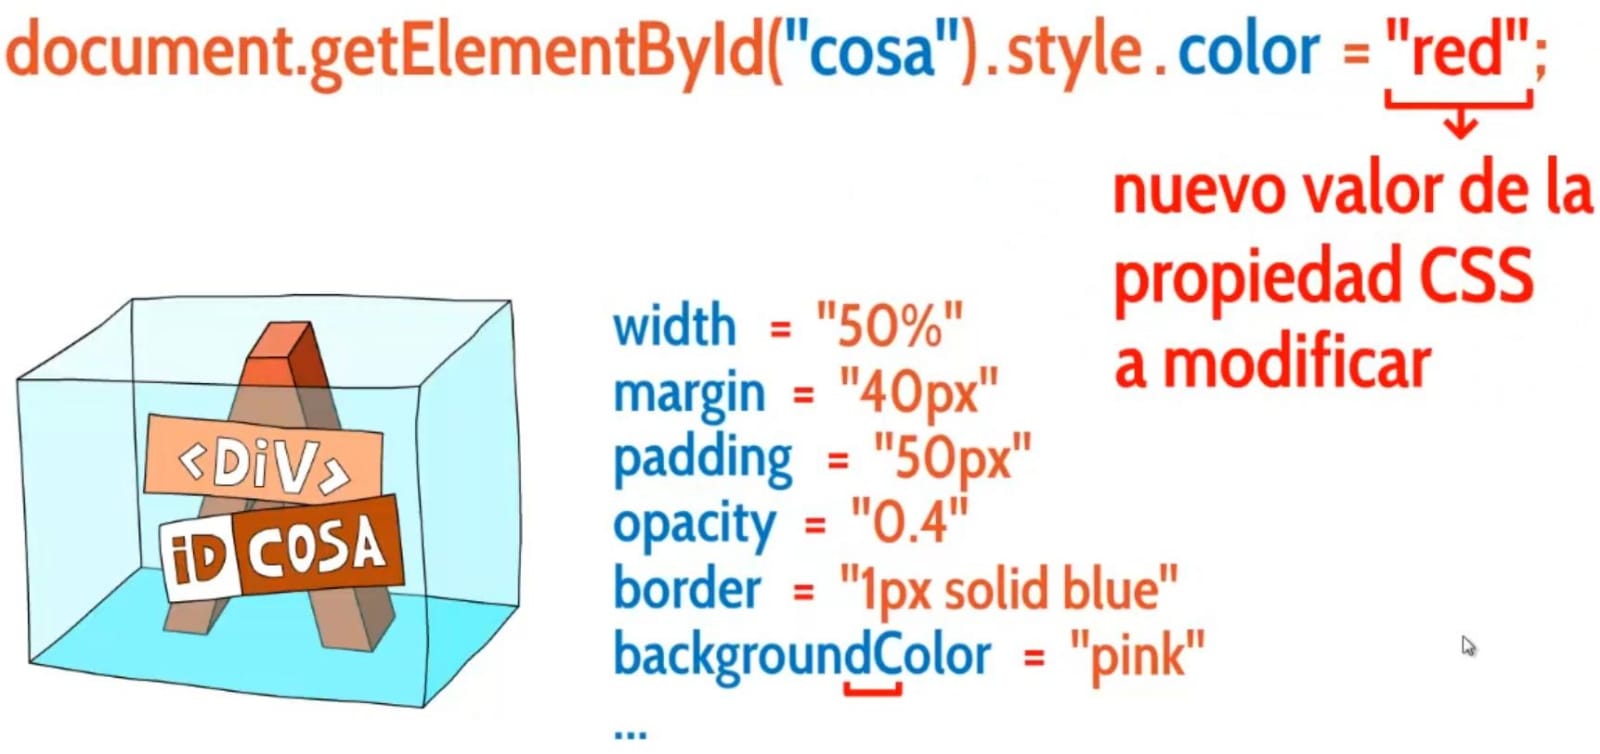 document.getElementById("cosa").style.color = "red";
nuevo valor de la
propiedad CSS
a modificar
<DiV>
iD COSA
width = "50%"
margin = "40px"
padding = "50px"
opacity = "0.4"
border = "1px solid blue"
backgroundColor = "pink"
...